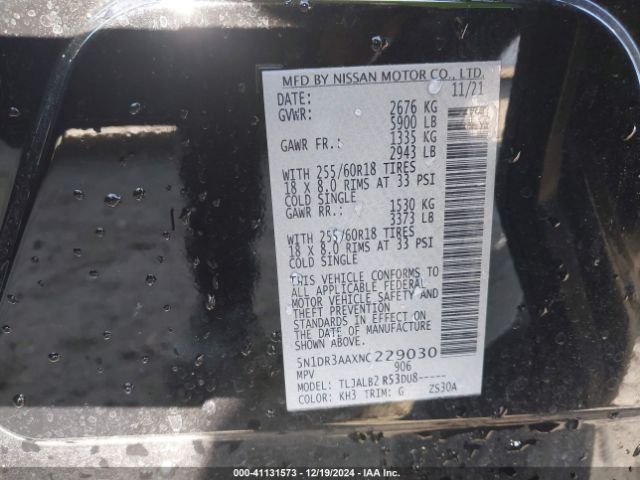 MFD BY NISSAN MOTOR CO., LTD.
DATE: 11/21
GVWR: 2676 KG
5900 LB
GAWR FR.: 1335 KG
2943 LB
WITH 255/60R18 TIRES
18 X 8.0 RIMS AT 33 PSI
COLD SINGLE
GAWR RR.: 1530 KG
3373 LB
WITH 255/60R18 TIRES
18 X 8.0 RIMS AT 33 PSI
COLD SINGLE
THIS VEHICLE CONFORMS TO
ALL APPLICABLE FEDERAL
MOTOR VEHICLE SAFETY AND
THEFT PREVENTION
STANDARDS IN EFFECT ON
THE DATE OF MANUFACTURE
SHOWN ABOVE.
5N1DR3AAXNC229030
MPV 906
MODEL: TLJALB2 R53DU8-----
COLOR: KH3 TRIM: G ZS30A
000-41131573 — 12/19/2024 — IAA Inc.